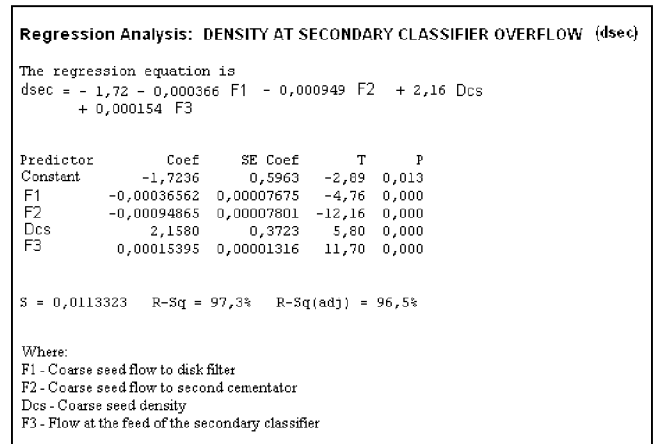 Regression Analysis: DENSITY AT SECONDARY CLASSIFIER OVERFLOW (dsec)
The regression equation is
dsec = - 1,72 - 0,000366 F1 - 0,000949 F2 + 2,16 Dcs
+ 0,000154 F3
Predictor Coef SE Coef T P
Constant -1,7236 0,5963 -2,89 0,013
F1 -0,00036562 0,00007675 -4,76 0,000
F2 -0,00094865 0,00007801 -12,16 0,000
Dcs 2,1580 0,3723 5,80 0,000
F3 0,00015395 0,00001316 11,70 0,000
S = 0,0113323 R-Sq = 97,3% R-Sq(adj) = 96,5%
Where:
F1 - Coarse seed flow to disk filter
F2 - Coarse seed flow to second cementator
Dcs - Coarse seed density
F3 - Flow at the feed of the secondary classifier